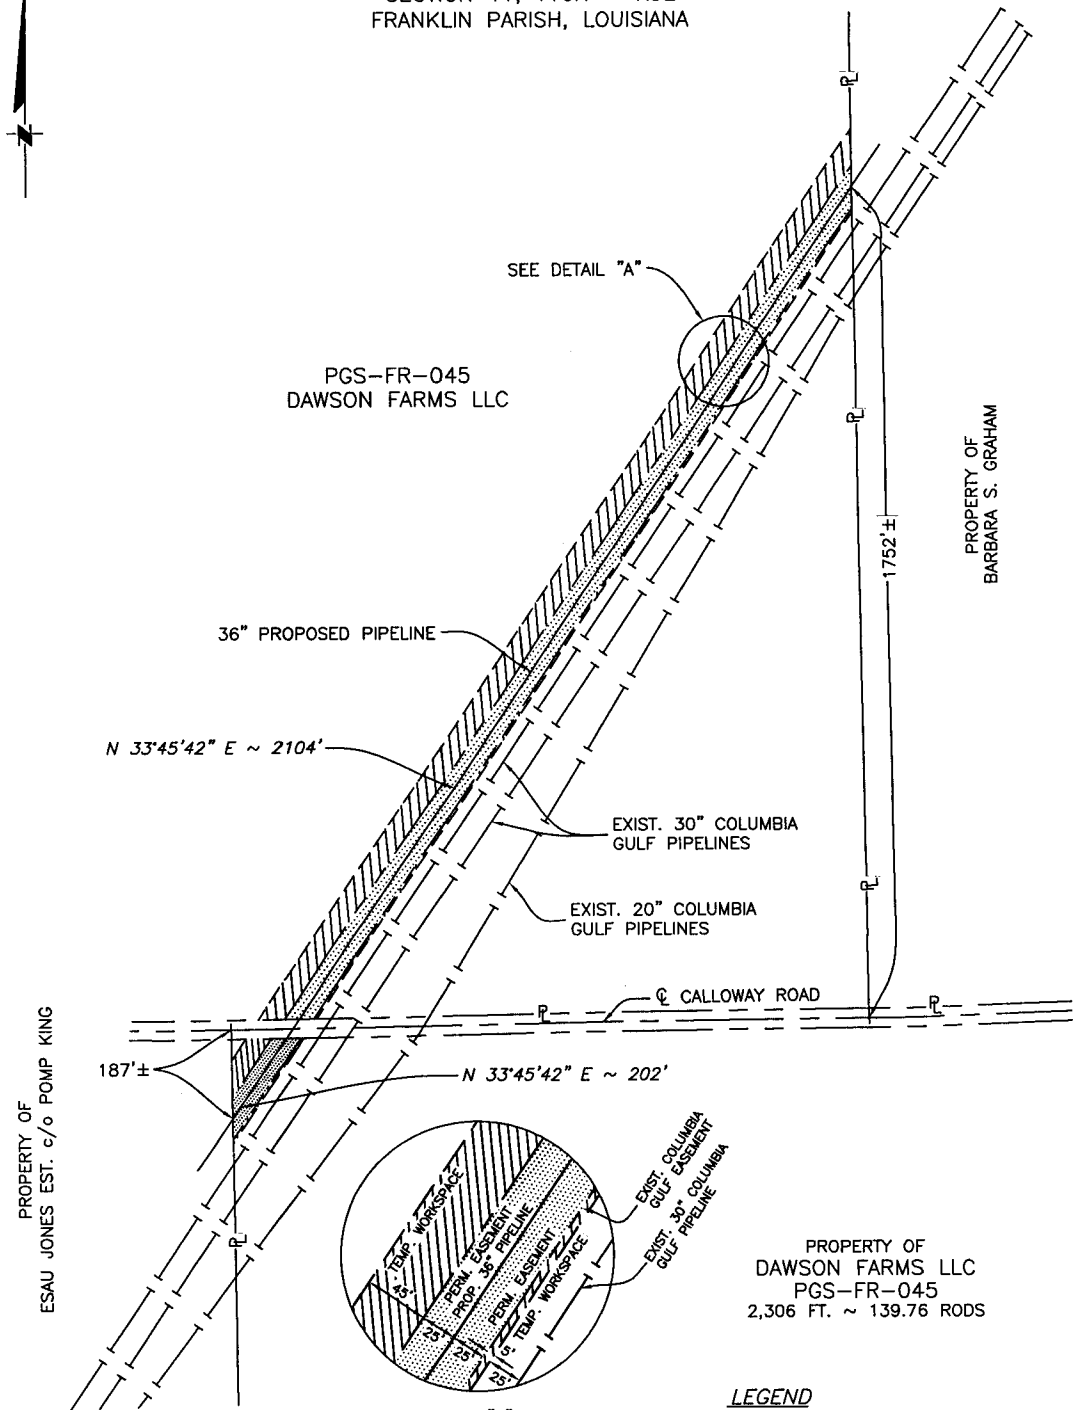 FRANKLIN PARISH, LOUISIANA
SEE DETAIL "A"
PGS-FR-045
DAWSON FARMS LLC
PROPERTY OF
BARBARA S. GRAHAM
1752'±
36" PROPOSED PIPELINE
N 33°45'42" E ~ 2104'
EXIST. 30" COLUMBIA
GULF PIPELINES
EXIST. 20" COLUMBIA
GULF PIPELINES
℄ CALLOWAY ROAD
187'±
N 33°45'42" E ~ 202'
PROPERTY OF
ESAU JONES EST. c/o POMP KING
TEMP. WORKSPACE
45'
PERM. EASEMENT
PROP. 36" PIPELINE
PERM. EASEMENT
TEMP. WORKSPACE
25'
25'
5'
25'
EXIST. COLUMBIA
GULF EASEMENT
EXIST. 30" COLUMBIA
GULF PIPELINE
PROPERTY OF
DAWSON FARMS LLC
PGS-FR-045
2,306 FT. ~ 139.76 RODS
LEGEND